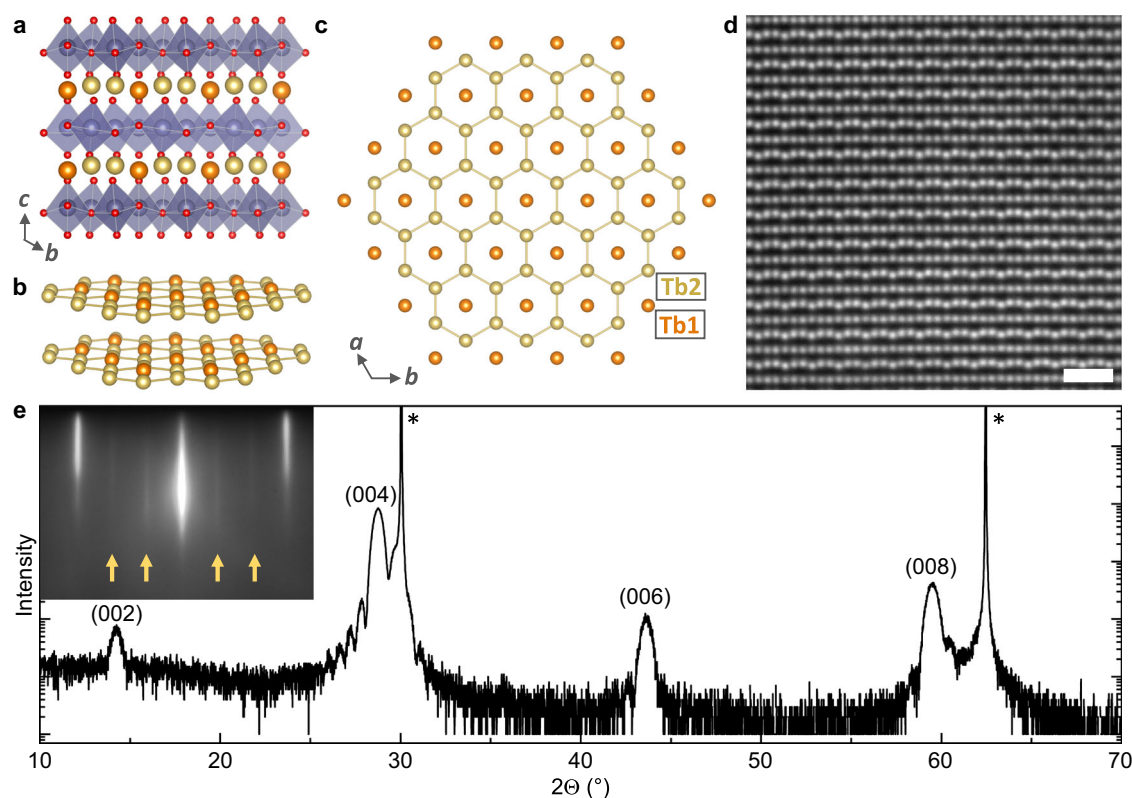 a
c
b
b
c
a
b
Tb2
Tb1
d
e
*
*
(002)
(004)
(006)
(008)
Intensity
10 20 30 40 50 60 70
2Θ (°)